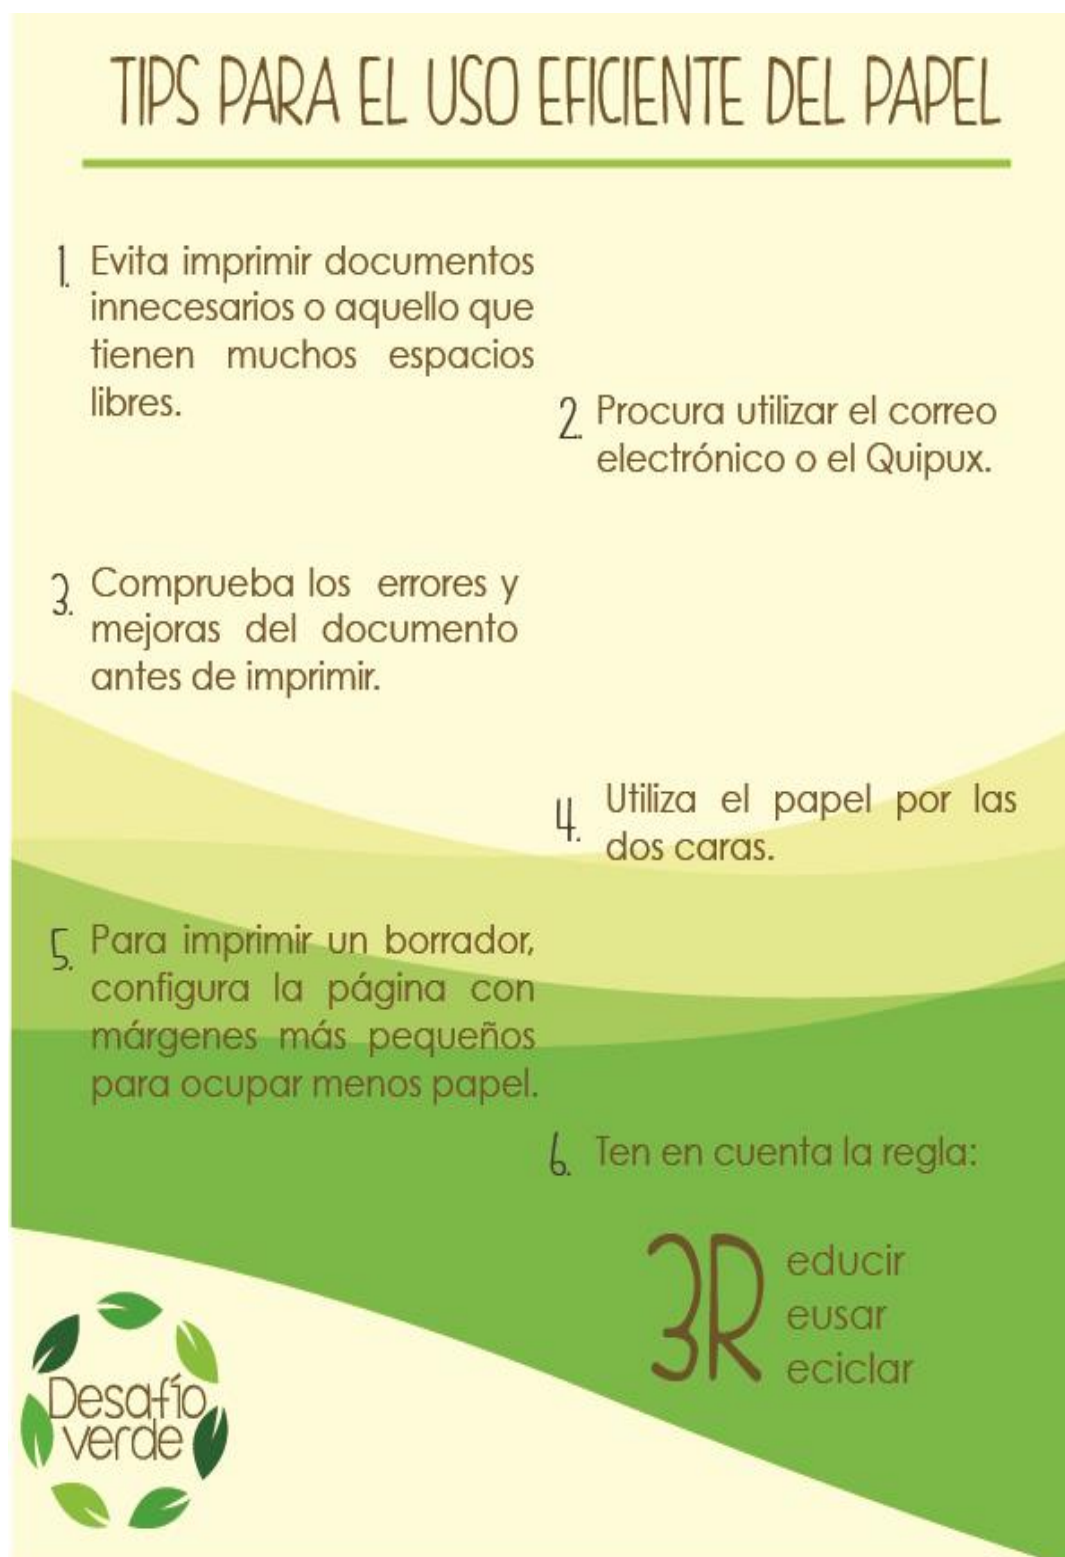 TIPS PARA EL USO EFICIENTE DEL PAPEL
1. Evita imprimir documentos
innecesarios o aquello que
tienen muchos espacios
libres.
2. Procura utilizar el correo
electrónico o el Quipux.
3. Comprueba los errores y
mejoras del documento
antes de imprimir.
4. Utiliza el papel por las
dos caras.
5. Para imprimir un borrador,
configura la página con
márgenes más pequeños
para ocupar menos papel.
6. Ten en cuenta la regla:
3R
educir
eusar
eciclar
Desafío
verde